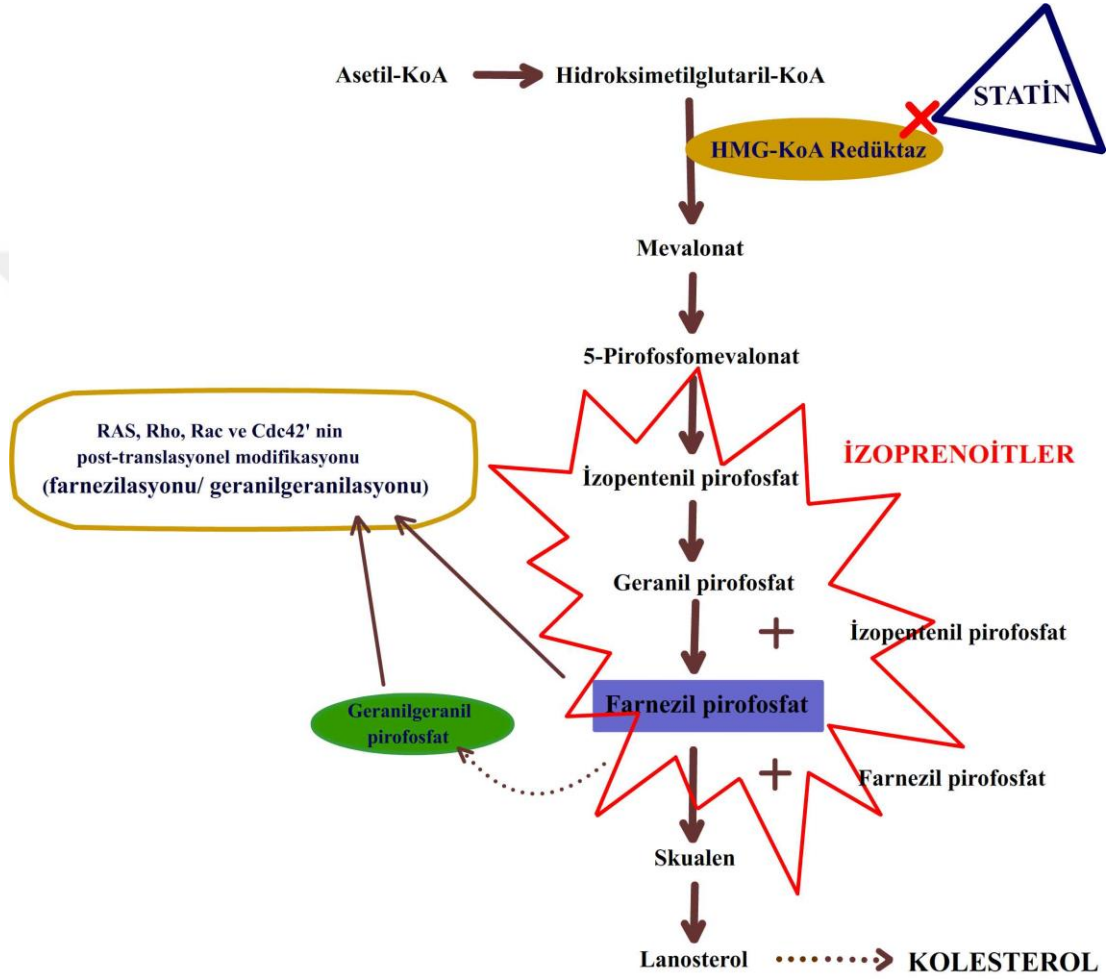 Asetil-KoA
Hidroksimetilglutaril-KoA
STATİN
HMG-KoA Redüktaz
Mevalonat
5-Pirofosfomevalonat
RAS, Rho, Rac ve Cdc42' nin
post-translasyonel modifikasyonu
(farnezilasyonu/ geranilgeranilasyonu)
İZOPRENOİTLER
İzopentenil pirofosfat
Geranil pirofosfat
+
İzopentenil pirofosfat
Farnezil pirofosfat
Geranilgeranil
pirofosfat
+
Farnezil pirofosfat
Skualen
Lanosterol
KOLESTEROL